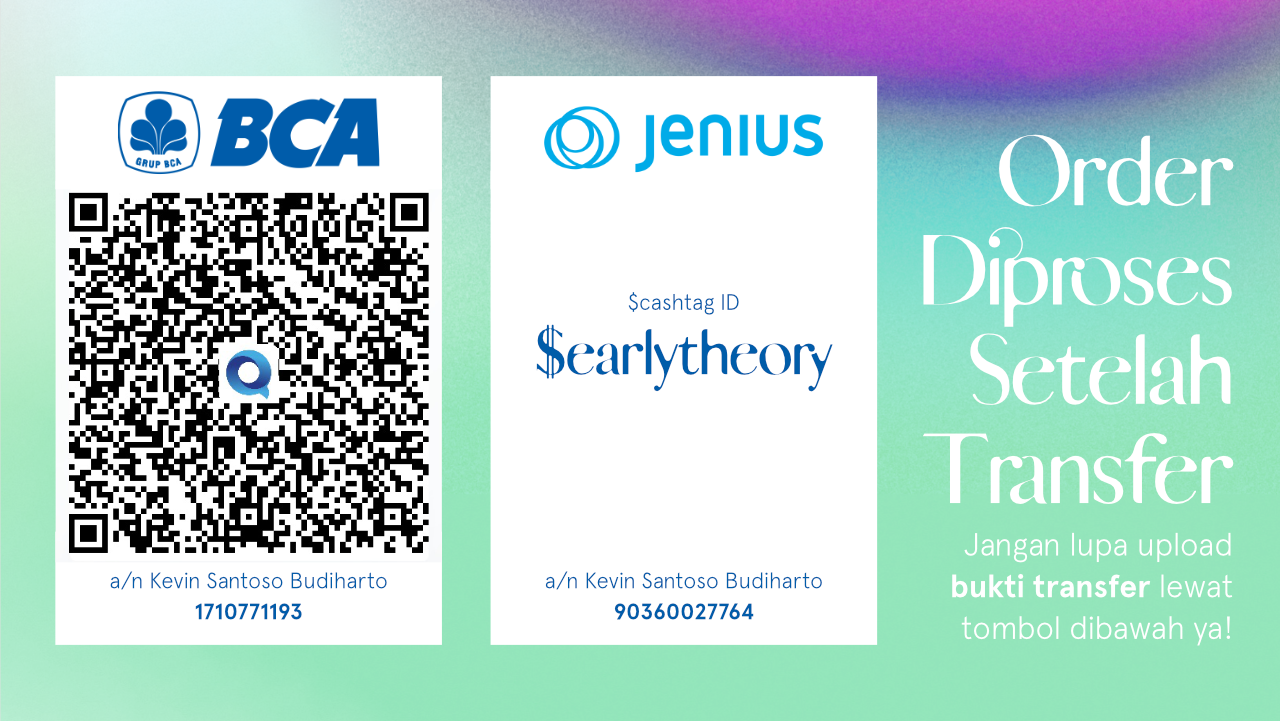 GRUP BCA
BCA
a/n Kevin Santoso Budiharto
1710771193
Jenius
$cashtag ID
$earlytheory
a/n Kevin Santoso Budiharto
90360027764
Order
Diproses
Setelah
Transfer
Jangan lupa upload
bukti transfer lewat
tombol dibawah ya!